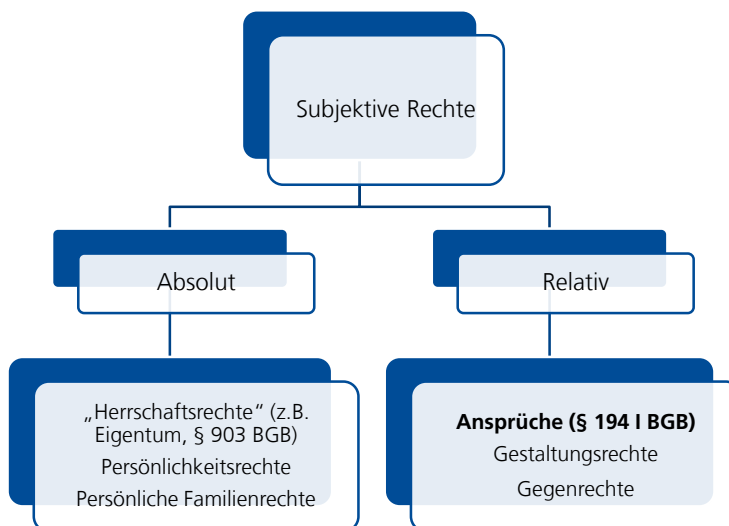 Subjektive Rechte
Absolut
Relativ
„Herrschaftsrechte“ (z.B.
Eigentum, § 903 BGB)
Persönlichkeitsrechte
Persönliche Familienrechte
Ansprüche (§ 194 I BGB)
Gestaltungsrechte
Gegenrechte